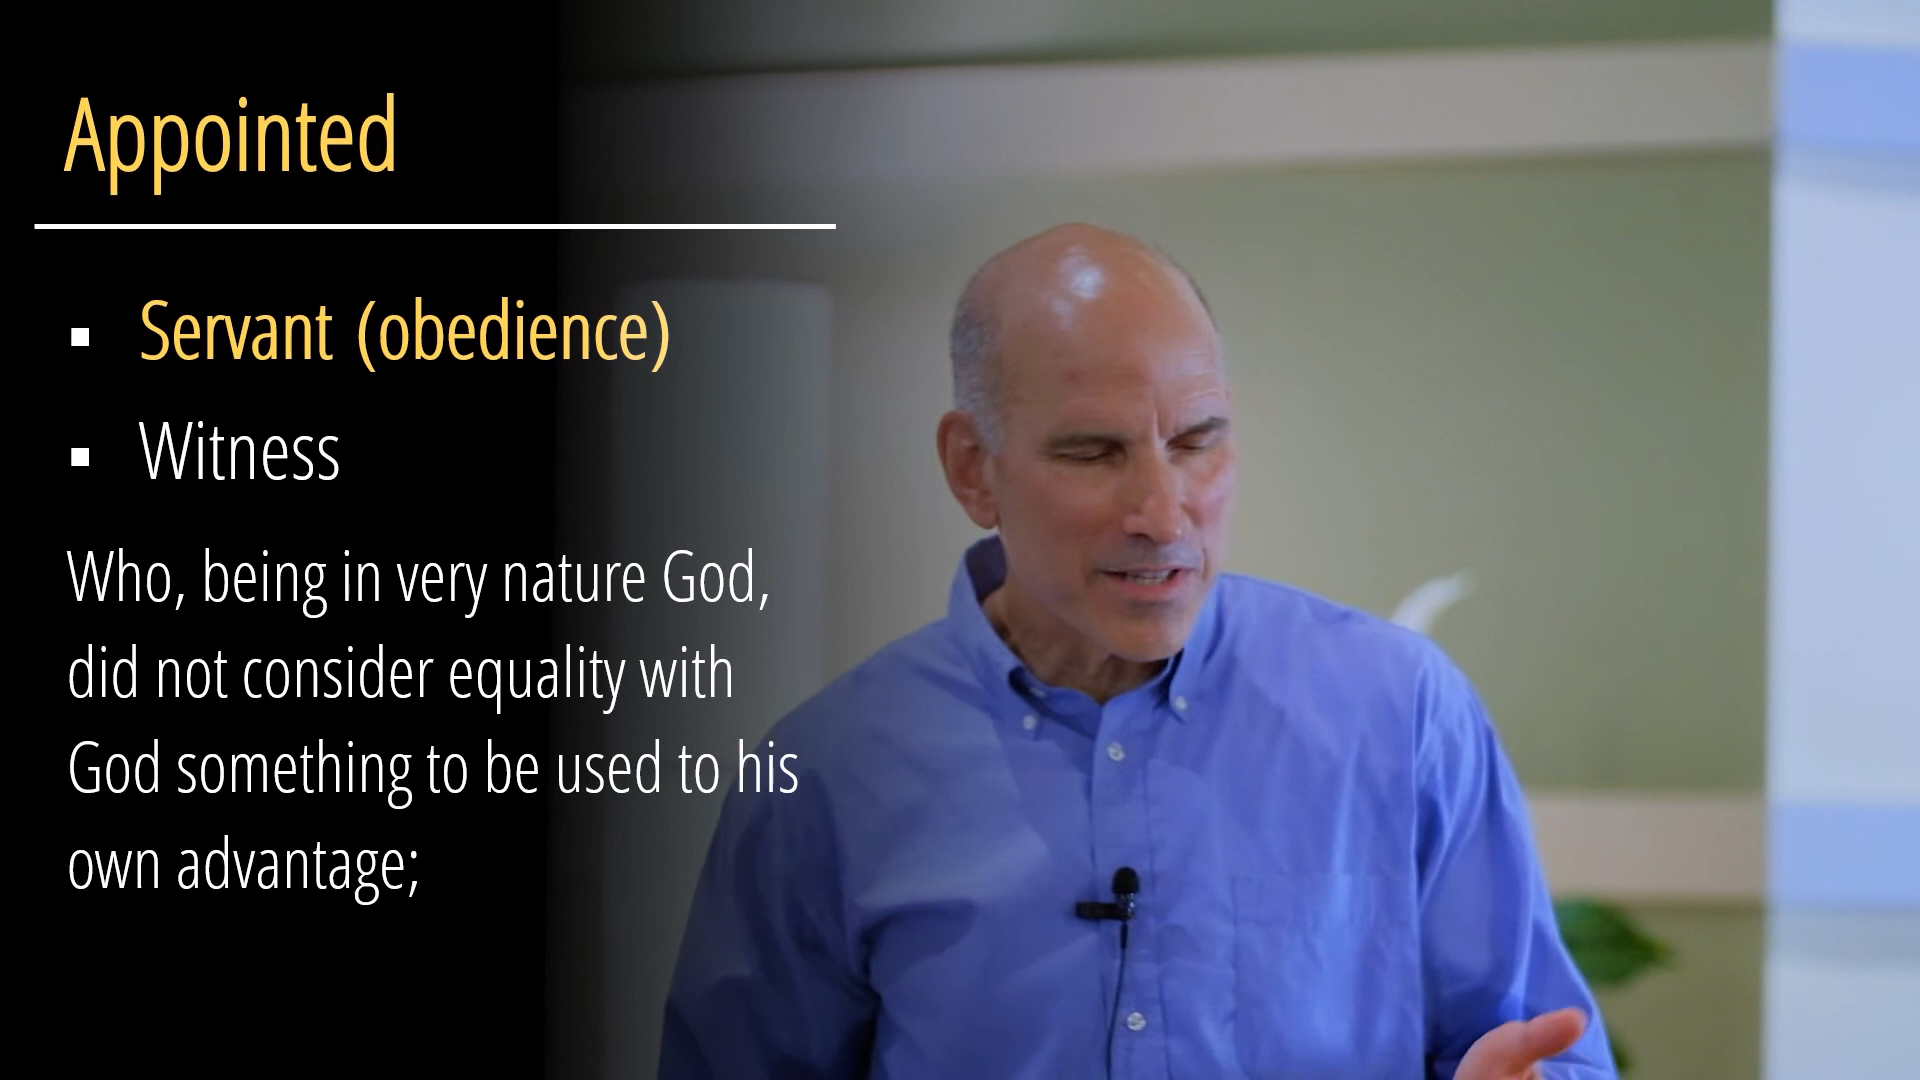 Appointed
▪ Servant (obedience)
▪ Witness
Who, being in very nature God,
did not consider equality with
God something to be used to his
own advantage;